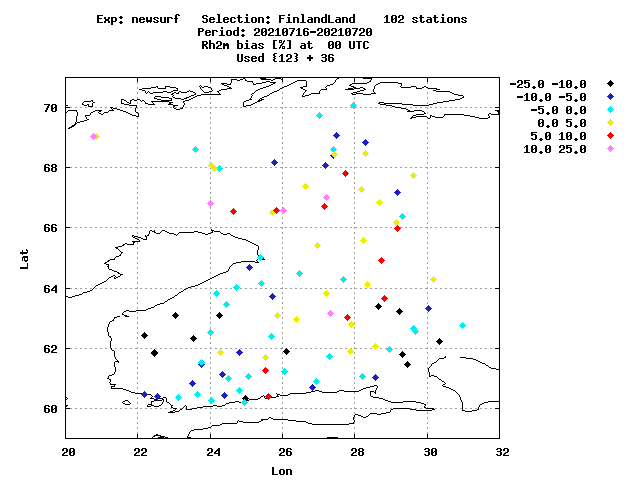 Exp: newsurf   Selection: FinlandLand    102 stations
Period: 20210716-20210720
Rh2m bias [%] at  00 UTC
Used {12} + 36
-25.0 -10.0
-10.0 -5.0
-5.0 0.0
0.0 5.0
5.0 10.0
10.0 25.0
70
68
66
64
62
60
Lat
20 22 24 26 28 30 32
Lon